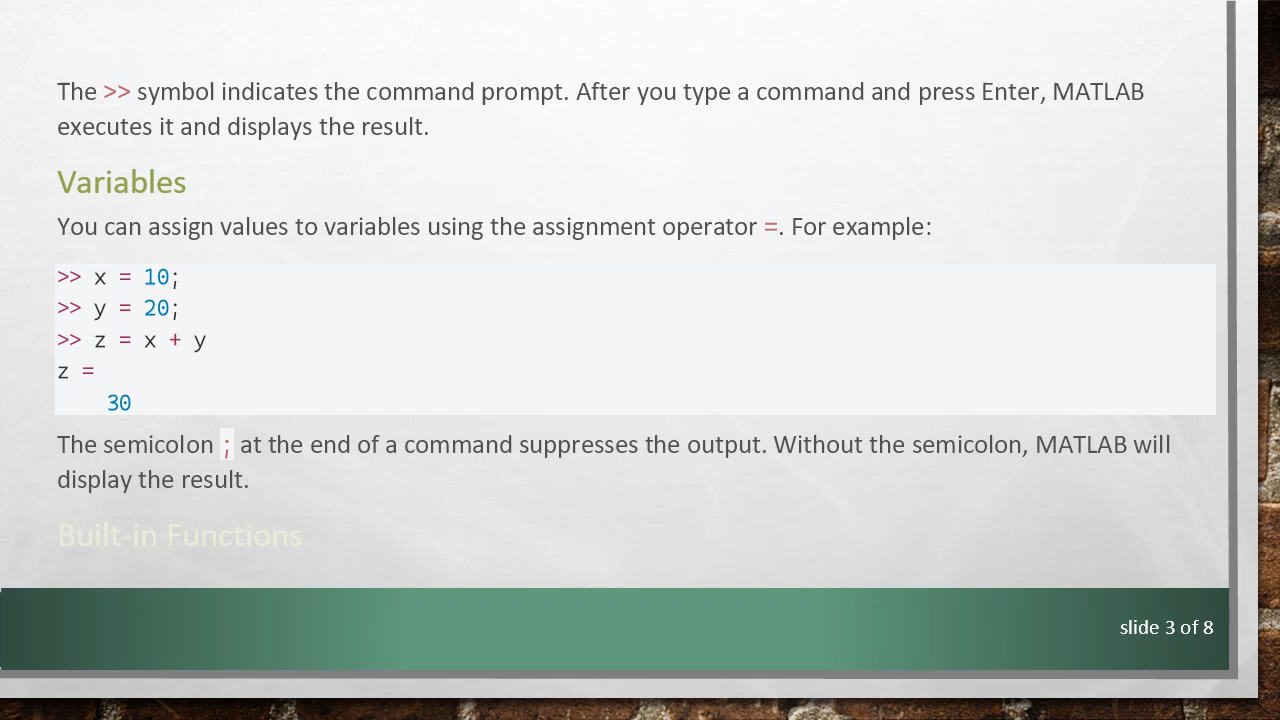 The >> symbol indicates the command prompt. After you type a command and press Enter, MATLAB
executes it and displays the result.
Variables
You can assign values to variables using the assignment operator =. For example:
>> x = 10;
>> y = 20;
>> z = x + y
z =
    30
The semicolon ; at the end of a command suppresses the output. Without the semicolon, MATLAB will
display the result.
Built-in Functions
slide 3 of 8